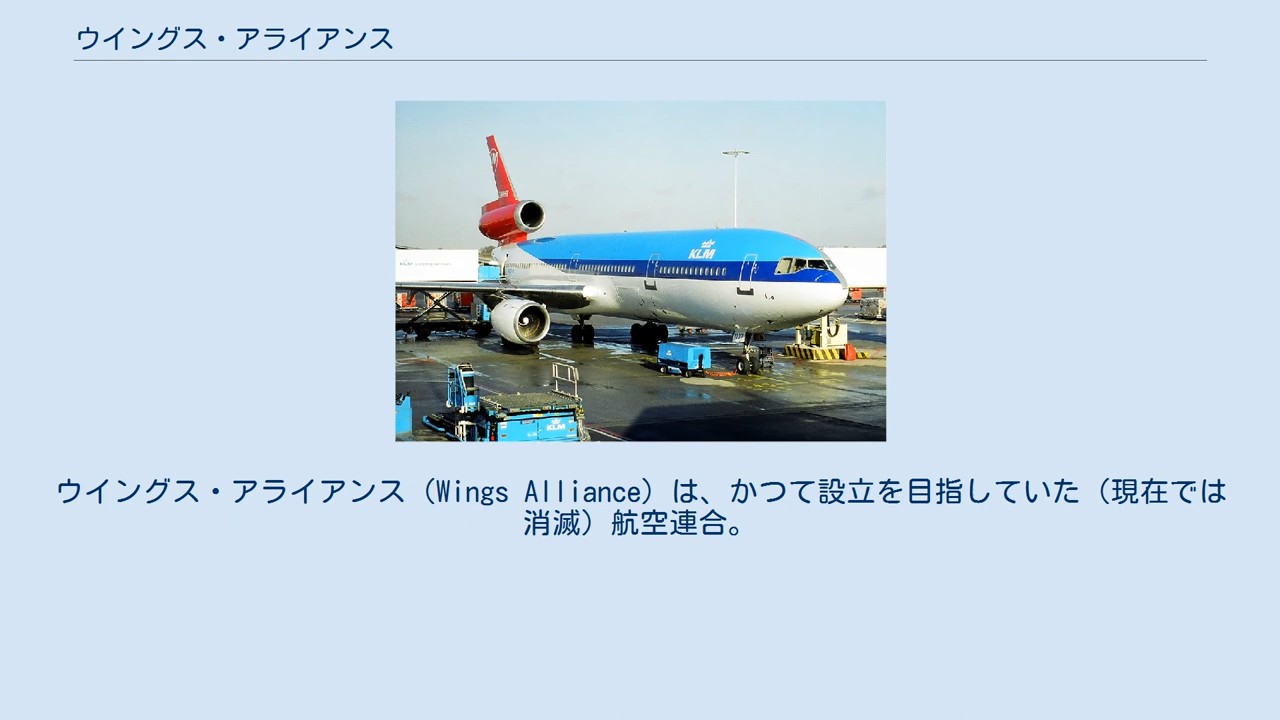 ウイングス・アライアンス
KLM
KLM
ウイングス・アライアンス（Wings Alliance）は、かつて設立を目指していた（現在では
消滅）航空連合。